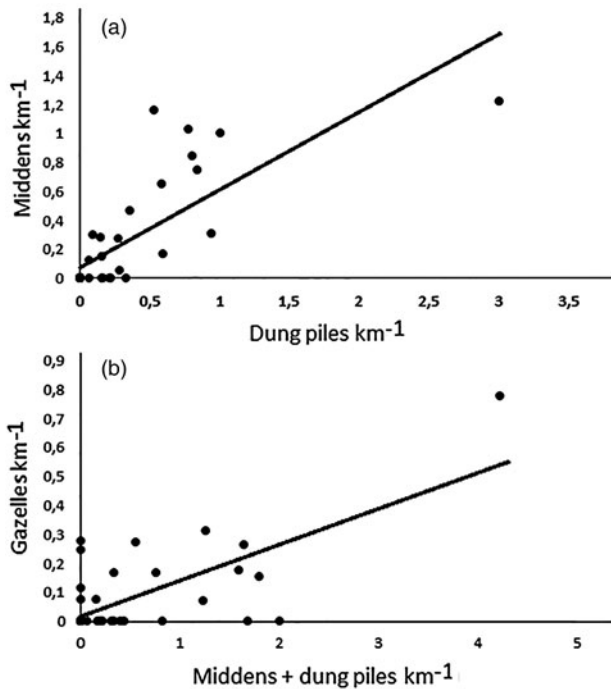 (a)
1,8
1,6
1,4
1,2
1
0,8
0,6
0,4
0,2
0
Middens km-1
0 0,5 1 1,5 2 2,5 3 3,5
Dung piles km-1
(b)
0,9
0,8
0,7
0,6
0,5
0,4
0,3
0,2
0,1
0
Gazelles km-1
0 1 2 3 4 5
Middens + dung piles km-1